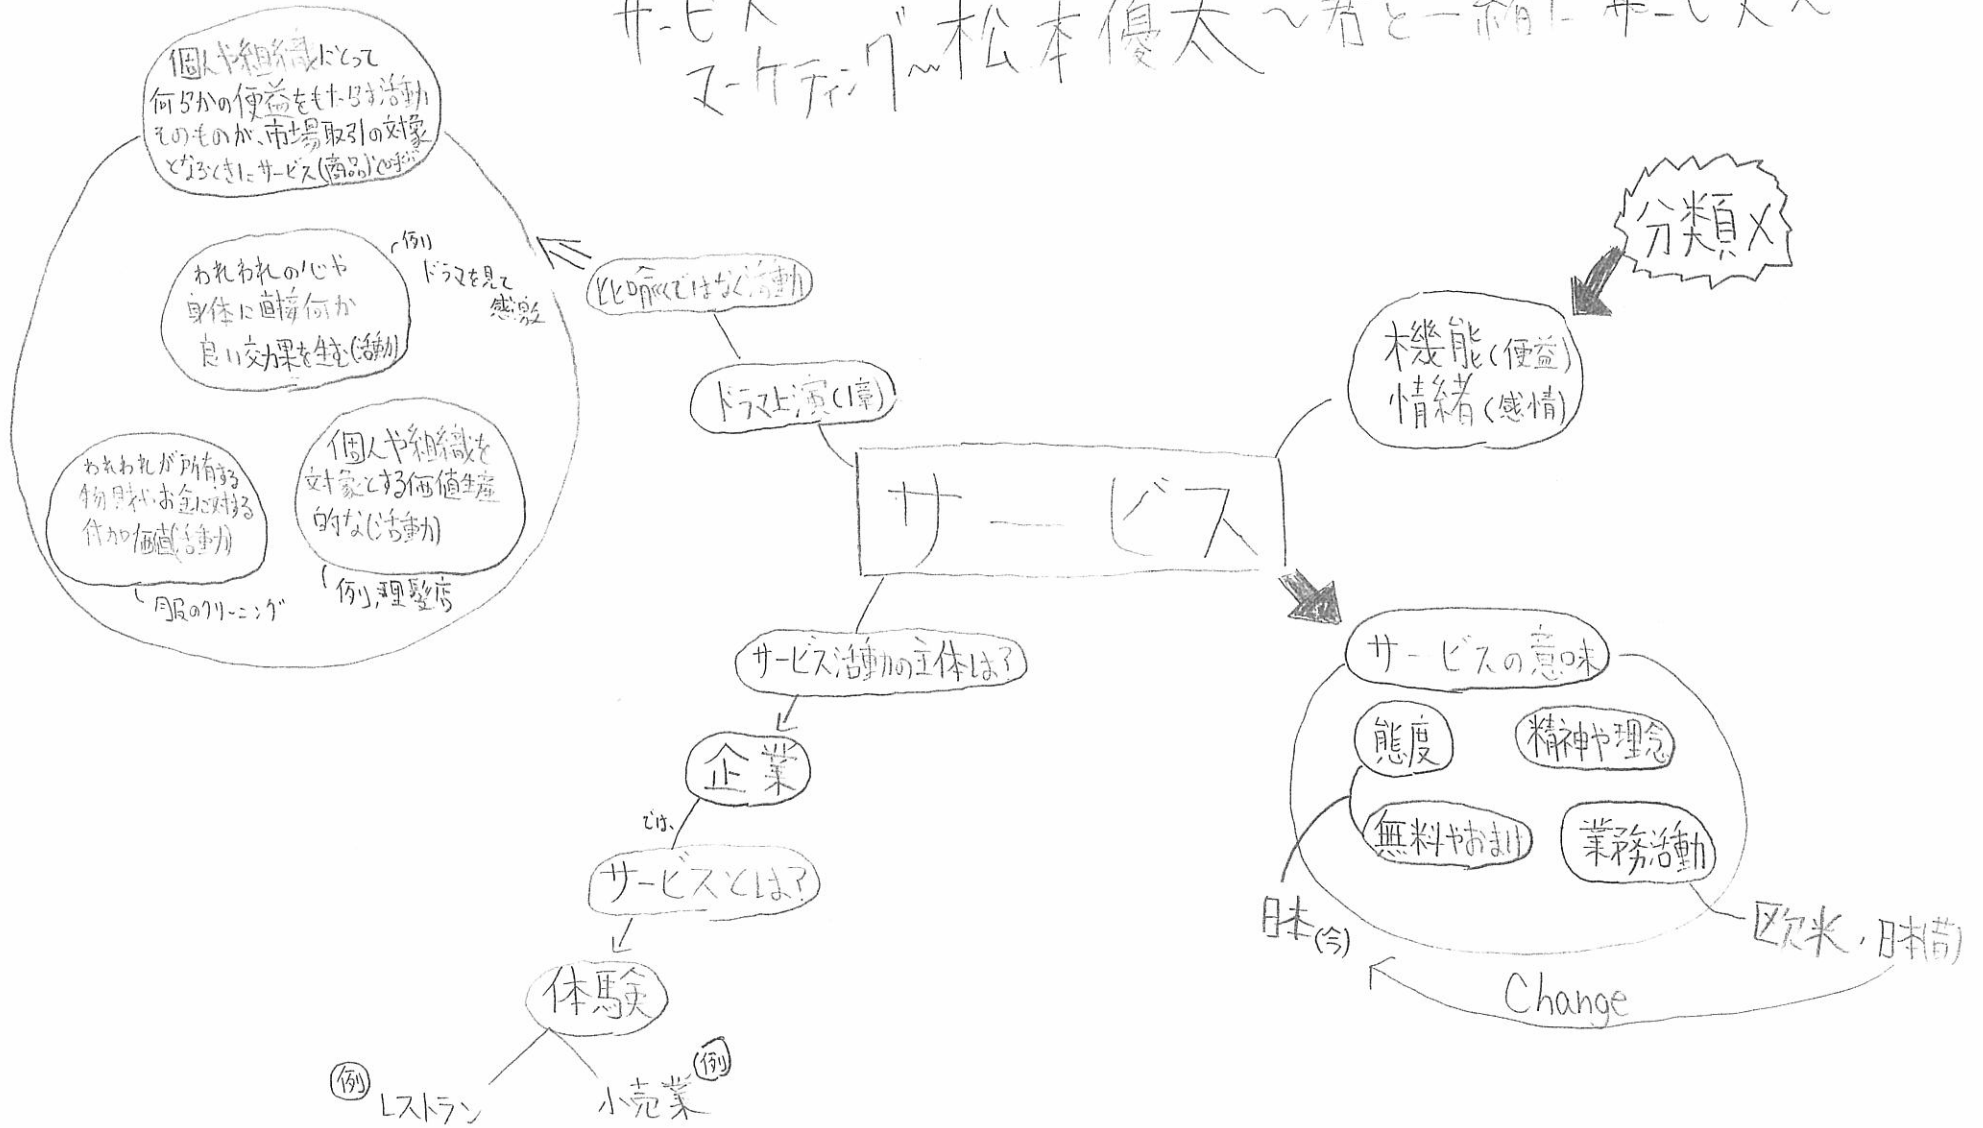 サービス
マーケティング〜松本優太〜君と一緒に
個人や組織にとって
何らかの便益をもたらす活動
そのものが、市場取引の対象
となるときにサービス(商品)と呼ぶ
われわれの心や
身体に直接何か
良い効果を生む(活動)
例
ドラマを見て
感激
われわれが所有する
物財やお金に対する
付加価値(活動)
服のクリーニング
個人や組織を
対象とする価値生産
的な(活動)
例,理髪店
比喩ではなく活動
ドラマ上演(1章)
サービス
分類×
機能(便益)
情緒(感情)
サービス活動の主体は?
企業
では、
サービスとは?
体験
例 レストラン
小売業 例
サービスの意味
態度
精神や理念
無料やおまけ
業務活動
日本(今)
欧米,日本(昔)
Change